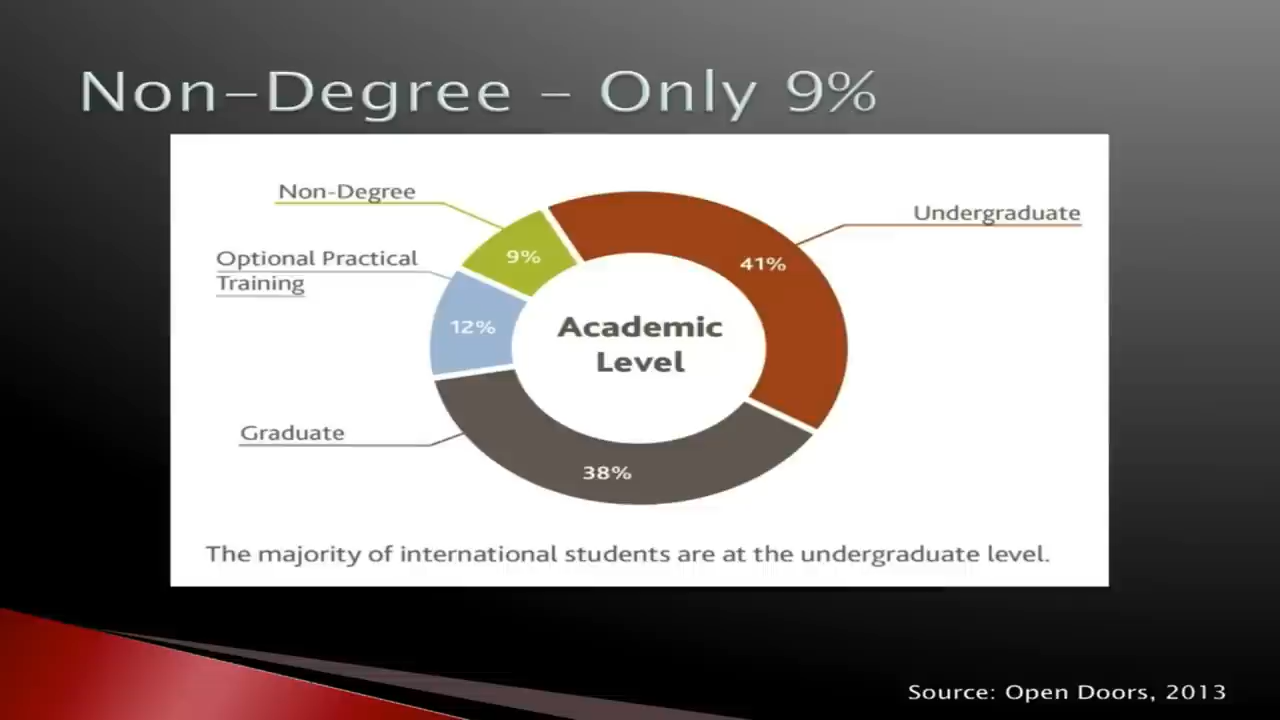 Non-Degree - Only 9%
Non-Degree
Undergraduate
Optional Practical
Training
9%
41%
12%
Academic
Level
Graduate
38%
The majority of international students are at the undergraduate level.
Source: Open Doors, 2013